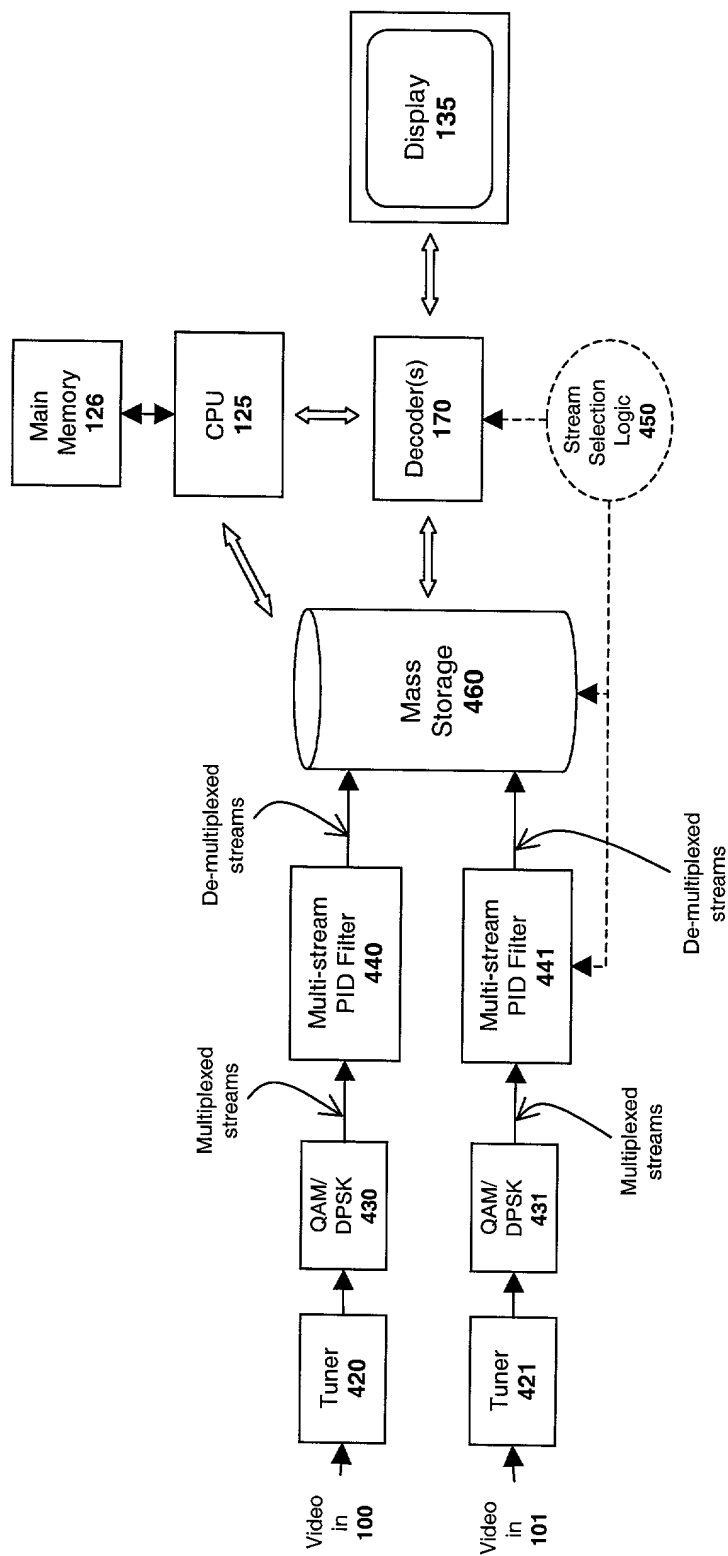 Video
in
100
Tuner
420
QAM/
DPSK
430
Multiplexed
streams
Multi-stream
PID Filter
440
De-multiplexed
streams
Video
in
101
Tuner
421
QAM/
DPSK
431
Multiplexed
streams
Multi-stream
PID Filter
441
De-multiplexed
streams
Mass
Storage
460
Main
Memory
126
CPU
125
Decoder(s)
170
Stream
Selection
Logic
450
Display
135